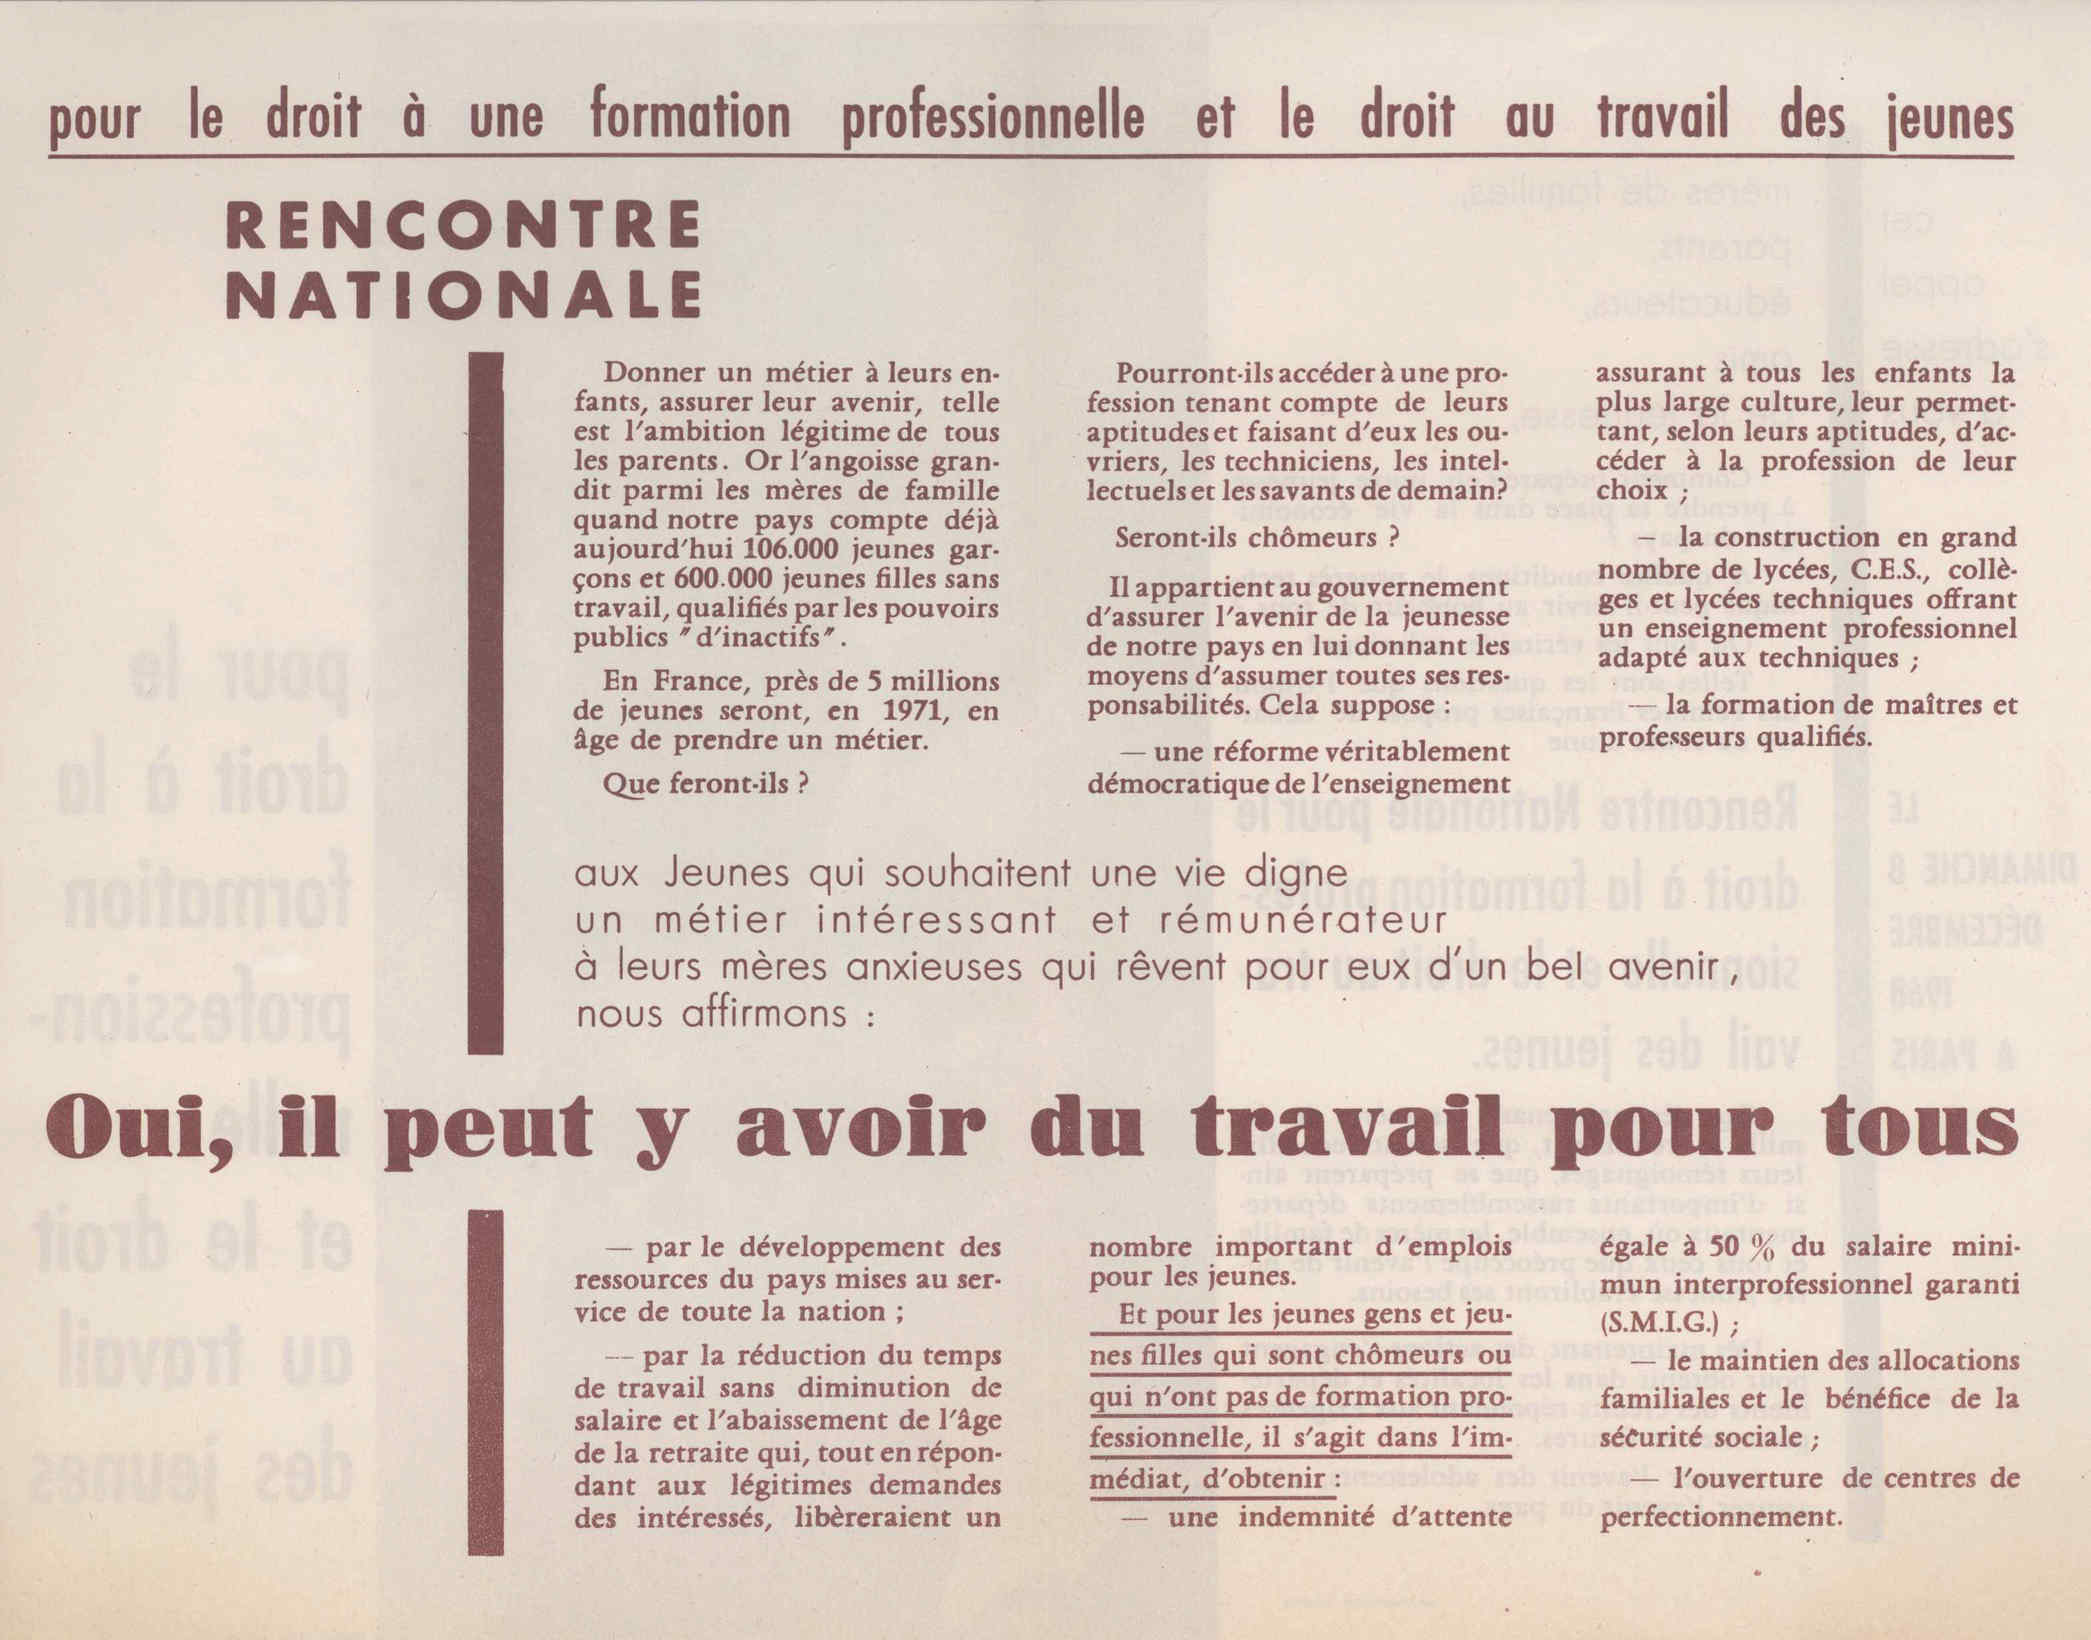 pour le droit à une formation professionnelle et le droit au travail des jeunes
RENCONTRE
NATIONALE
Donner un métier à leurs en-
fants, assurer leur avenir, telle
est l'ambition légitime de tous
les parents. Or l'angoisse gran-
dit parmi les mères de famille
quand notre pays compte déjà
aujourd'hui 106.000 jeunes gar-
çons et 600.000 jeunes filles sans
travail, qualifiés par les pouvoirs
publics "d'inactifs".
En France, près de 5 millions
de jeunes seront, en 1971, en
âge de prendre un métier.
Que feront-ils ?
Pourront-ils accéder à une pro-
fession tenant compte de leurs
aptitudes et faisant d'eux les ou-
vriers, les techniciens, les intel-
lectuels et les savants de demain?
Seront-ils chômeurs ?
Il appartient au gouvernement
d'assurer l'avenir de la jeunesse
de notre pays en lui donnant les
moyens d'assumer toutes ses res-
ponsabilités. Cela suppose :
— une réforme véritablement
démocratique de l'enseignement
assurant à tous les enfants la
plus large culture, leur permet-
tant, selon leurs aptitudes, d'ac-
céder à la profession de leur
choix ;
— la construction en grand
nombre de lycées, C.E.S., collè-
ges et lycées techniques offrant
un enseignement professionnel
adapté aux techniques ;
— la formation de maîtres et
professeurs qualifiés.
aux Jeunes qui souhaitent une vie digne
un métier intéressant et rémunérateur
à leurs mères anxieuses qui rêvent pour eux d'un bel avenir,
nous affirmons :
Oui, il peut y avoir du travail pour tous
— par le développement des
ressources du pays mises au ser-
vice de toute la nation ;
— par la réduction du temps
de travail sans diminution de
salaire et l'abaissement de l'âge
de la retraite qui, tout en répon-
dant aux légitimes demandes
des intéressés, libèreraient un
nombre important d'emplois
pour les jeunes.
Et pour les jeunes gens et jeu-
nes filles qui sont chômeurs ou
qui n'ont pas de formation pro-
fessionnelle, il s'agit dans l'im-
médiat, d'obtenir :
— une indemnité d'attente
égale à 50 % du salaire mini-
mun interprofessionnel garanti
(S.M.I.G.) ;
— le maintien des allocations
familiales et le bénéfice de la
sécurité sociale ;
— l'ouverture de centres de
perfectionnement.